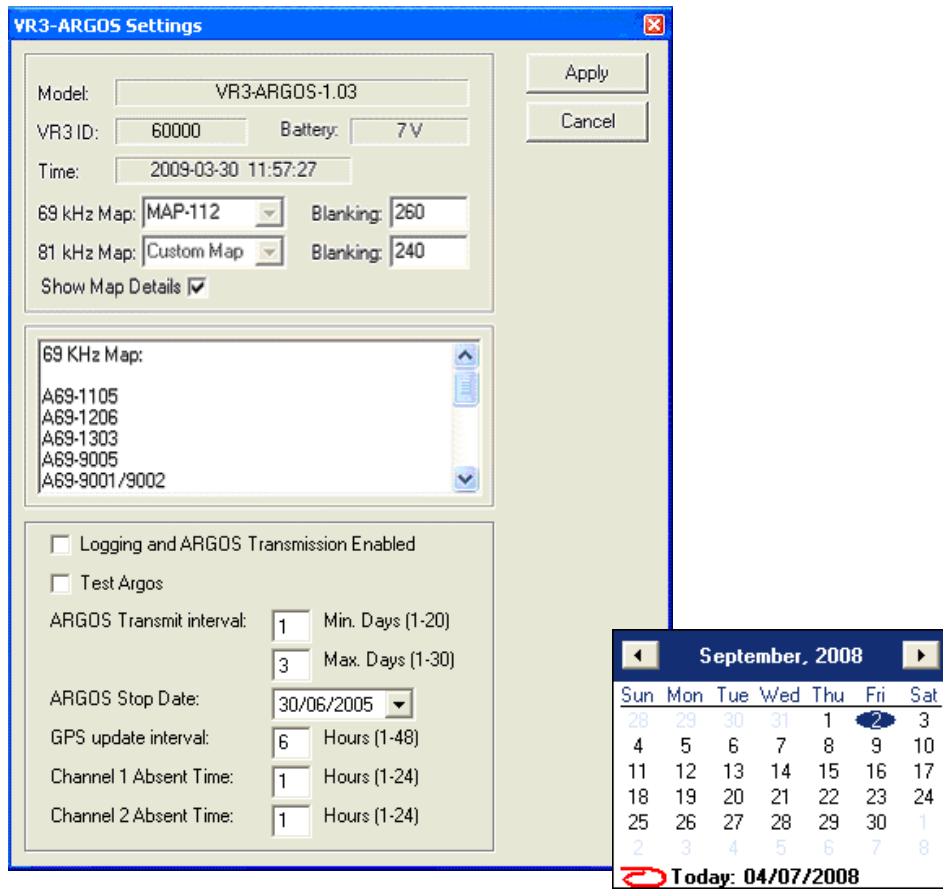 VR3-ARGOS Settings
Apply
Cancel
Model: VR3-ARGOS-1.03
VR3 ID: 60000 Battery: 7 V
Time: 2009-03-30 11:57:27
69 kHz Map: MAP-112 Blanking: 260
81 kHz Map: Custom Map Blanking: 240
Show Map Details
69 KHz Map:
A69-1105
A69-1206
A69-1303
A69-9005
A69-9001/9002
Logging and ARGOS Transmission Enabled
Test Argos
ARGOS Transmit interval: 1 Min. Days (1-20)
3 Max. Days (1-30)
ARGOS Stop Date: 30/06/2005
GPS update interval: 6 Hours (1-48)
Channel 1 Absent Time: 1 Hours (1-24)
Channel 2 Absent Time: 1 Hours (1-24)
September, 2008
Sun Mon Tue Wed Thu Fri Sat
28 29 30 31 1 2 3
4 5 6 7 8 9 10
11 12 13 14 15 16 17
18 19 20 21 22 23 24
25 26 27 28 29 30 1
2 3 4 5 6 7 8
Today: 04/07/2008